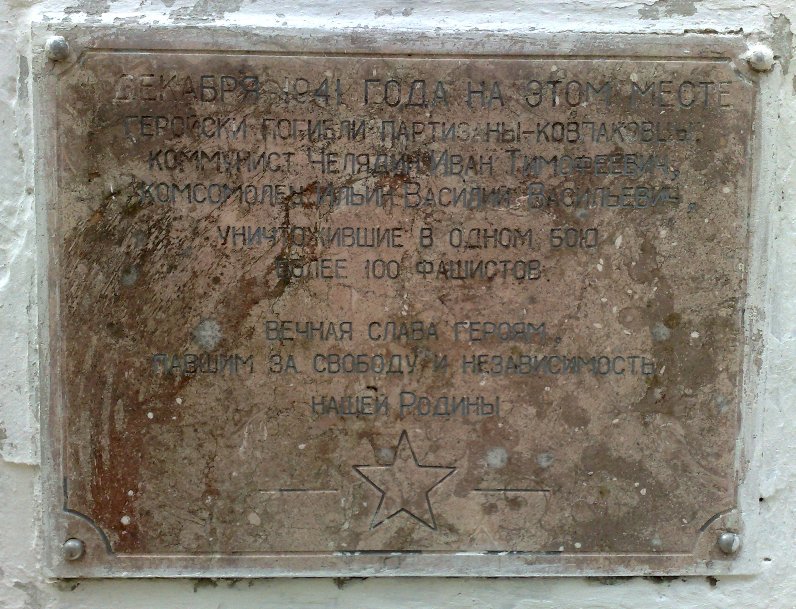 ДЕКАБРЯ 1941 ГОДА НА ЭТОМ МЕСТЕ
ГЕРОЙСКИ ПОГИБЛИ ПАРТИЗАНЫ-КОВПАКОВЦЫ:
КОММУНИСТ ЧЕЛЯДИН ИВАН ТИМОФЕЕВИЧ,
КОМСОМОЛЕЦ ИЛЬИН ВАСИЛИЙ ВАСИЛЬЕВИЧ,
УНИЧТОЖИВШИЕ В ОДНОМ БОЮ
БОЛЕЕ 100 ФАШИСТОВ.
ВЕЧНАЯ СЛАВА ГЕРОЯМ,
ПАВШИМ ЗА СВОБОДУ И НЕЗАВИСИМОСТЬ
НАШЕЙ РОДИНЫ